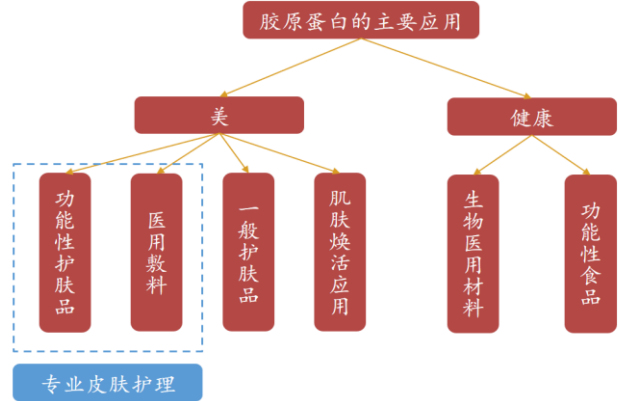 胶原蛋白的主要应用
美
健康
功能性护肤品
医用敷料
一般护肤品
肌肤焕活应用
生物医用材料
功能性食品
专业皮肤护理